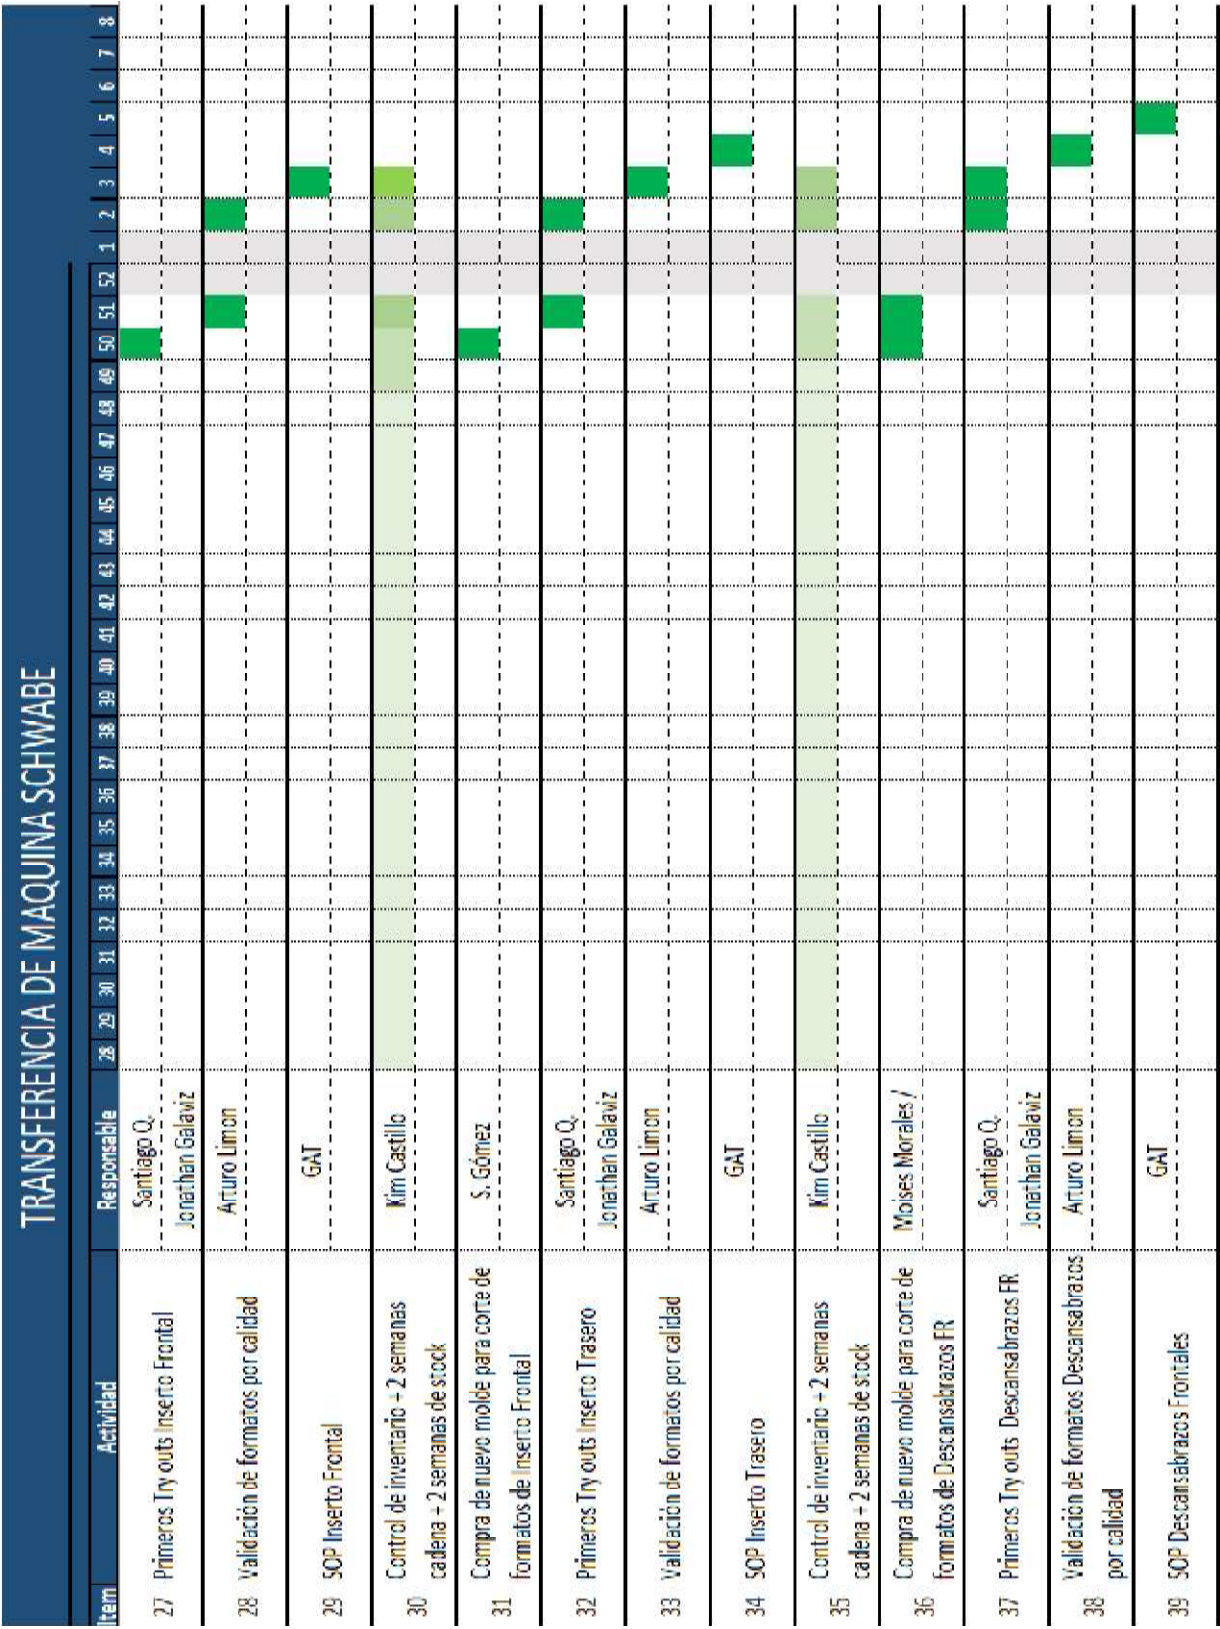 TRANSFERENCIA DE MAQUINA SCHWABE
Item Actividad Responsable 28 29 30 31 32 33 34 35 36 37 38 39 40 41 42 43 44 45 46 47 48 49 50 51 52 1 2 3 4 5 6 7 8
27 Primeros Try outs Inserto Frontal Santiago Q.
Jonathan Galaviz
28 Validación de formatos por calidad Arturo Limon
29 SOP Inserto Frontal GAT
30 Control de inventario + 2 semanas Kim Castillo
cadena + 2 semanas de stock
31 Compra de nuevo molde para corte de S. Gómez
formatos de Inserto Frontal
32 Primeros Try outs Inserto Trasero Santiago Q.
Jonathan Galaviz
33 Validación de formatos por calidad Arturo Limon
34 SOP Inserto Trasero GAT
35 Control de inventario + 2 semanas Kim Castillo
cadena + 2 semanas de stock
36 Compra de nuevo molde para corte de Moises Morales /
formatos de Descansabrazos FR
37 Primeros Try outs Descansabrazos FR Santiago Q.
Jonathan Galaviz
38 Validación de formatos Descansabrazos Arturo Limon
por calidad
39 SOP Descansabrazos Frontales GAT